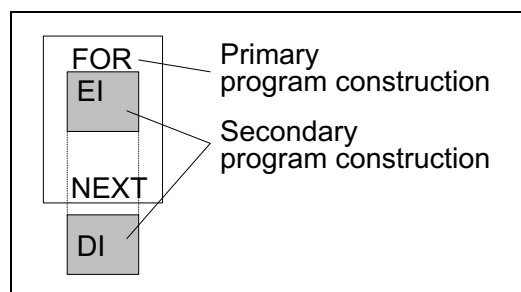 FOR
EI
NEXT
DI
Primary
program construction
Secondary
program construction